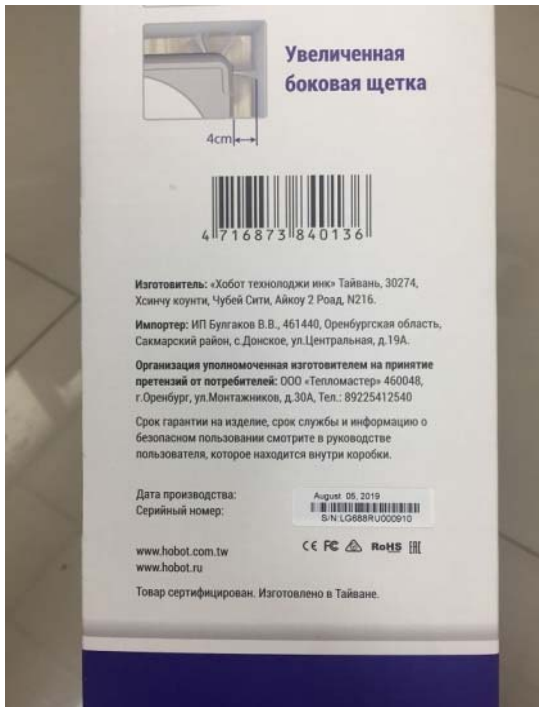 Увеличенная
боковая щетка
4cm
4 716873 840136
Изготовитель: «Хобот технолоджи инк» Тайвань, 30274,
Хсинчу коунти, Чубей Сити, Айкоу 2 Роад, N216.
Импортер: ИП Булгаков В.В., 461440, Оренбургская область,
Сакмарский район, с.Донское, ул.Центральная, д.19А.
Организация уполномоченная изготовителем на принятие
претензий от потребителей: ООО «Тепломастер» 460048,
г.Оренбург, ул.Монтажников, д.30А, Тел.: 89225412540
Срок гарантии на изделие, срок службы и информацию о
безопасном пользовании смотрите в руководстве
пользователя, которое находится внутри коробки.
Дата производства: August 05, 2019
Серийный номер: S/N:LG688RU000910
CE FC RoHS EAC
www.hobot.com.tw
www.hobot.ru
Товар сертифицирован. Изготовлено в Тайване.